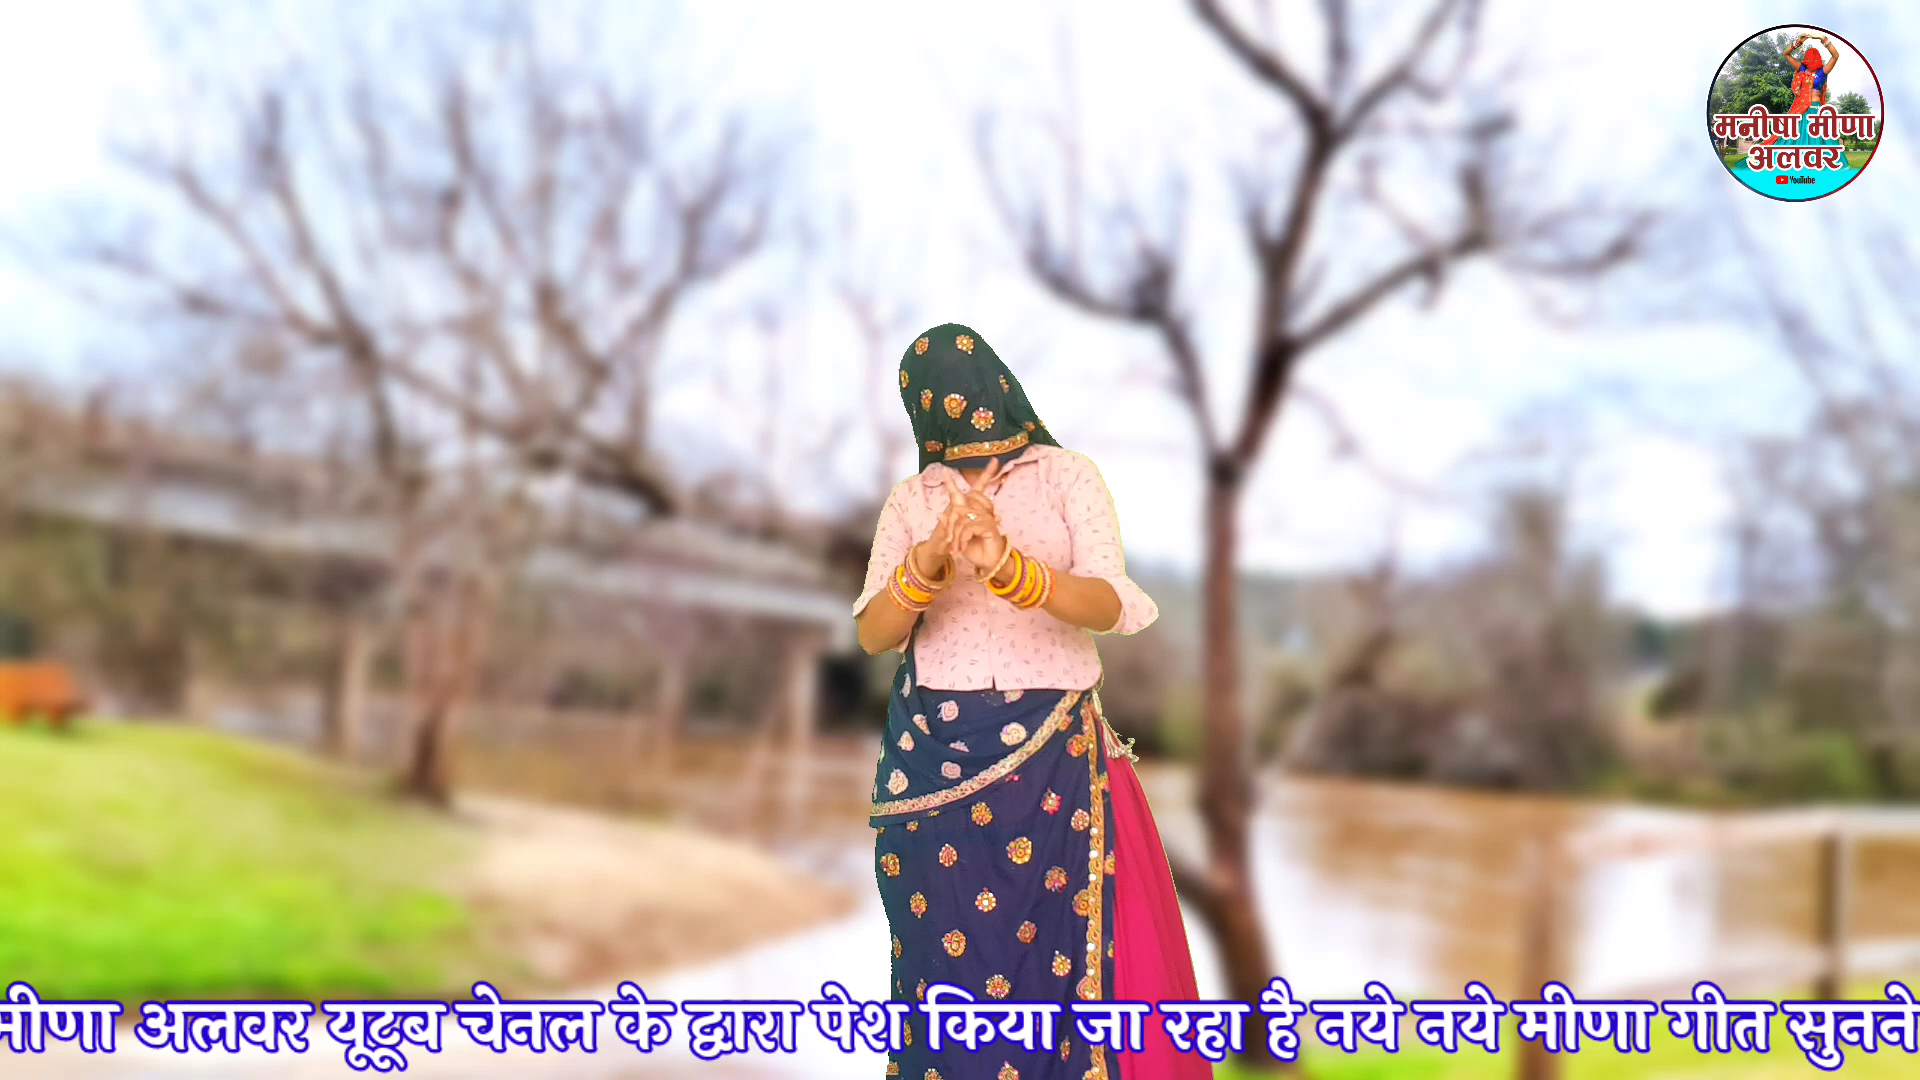 मनीषा मीणा
अलवर
YouTube
मीणा अलवर यूटूब चेनल के द्वारा पेश किया जा रहा है नये नये मीणा गीत सुनने